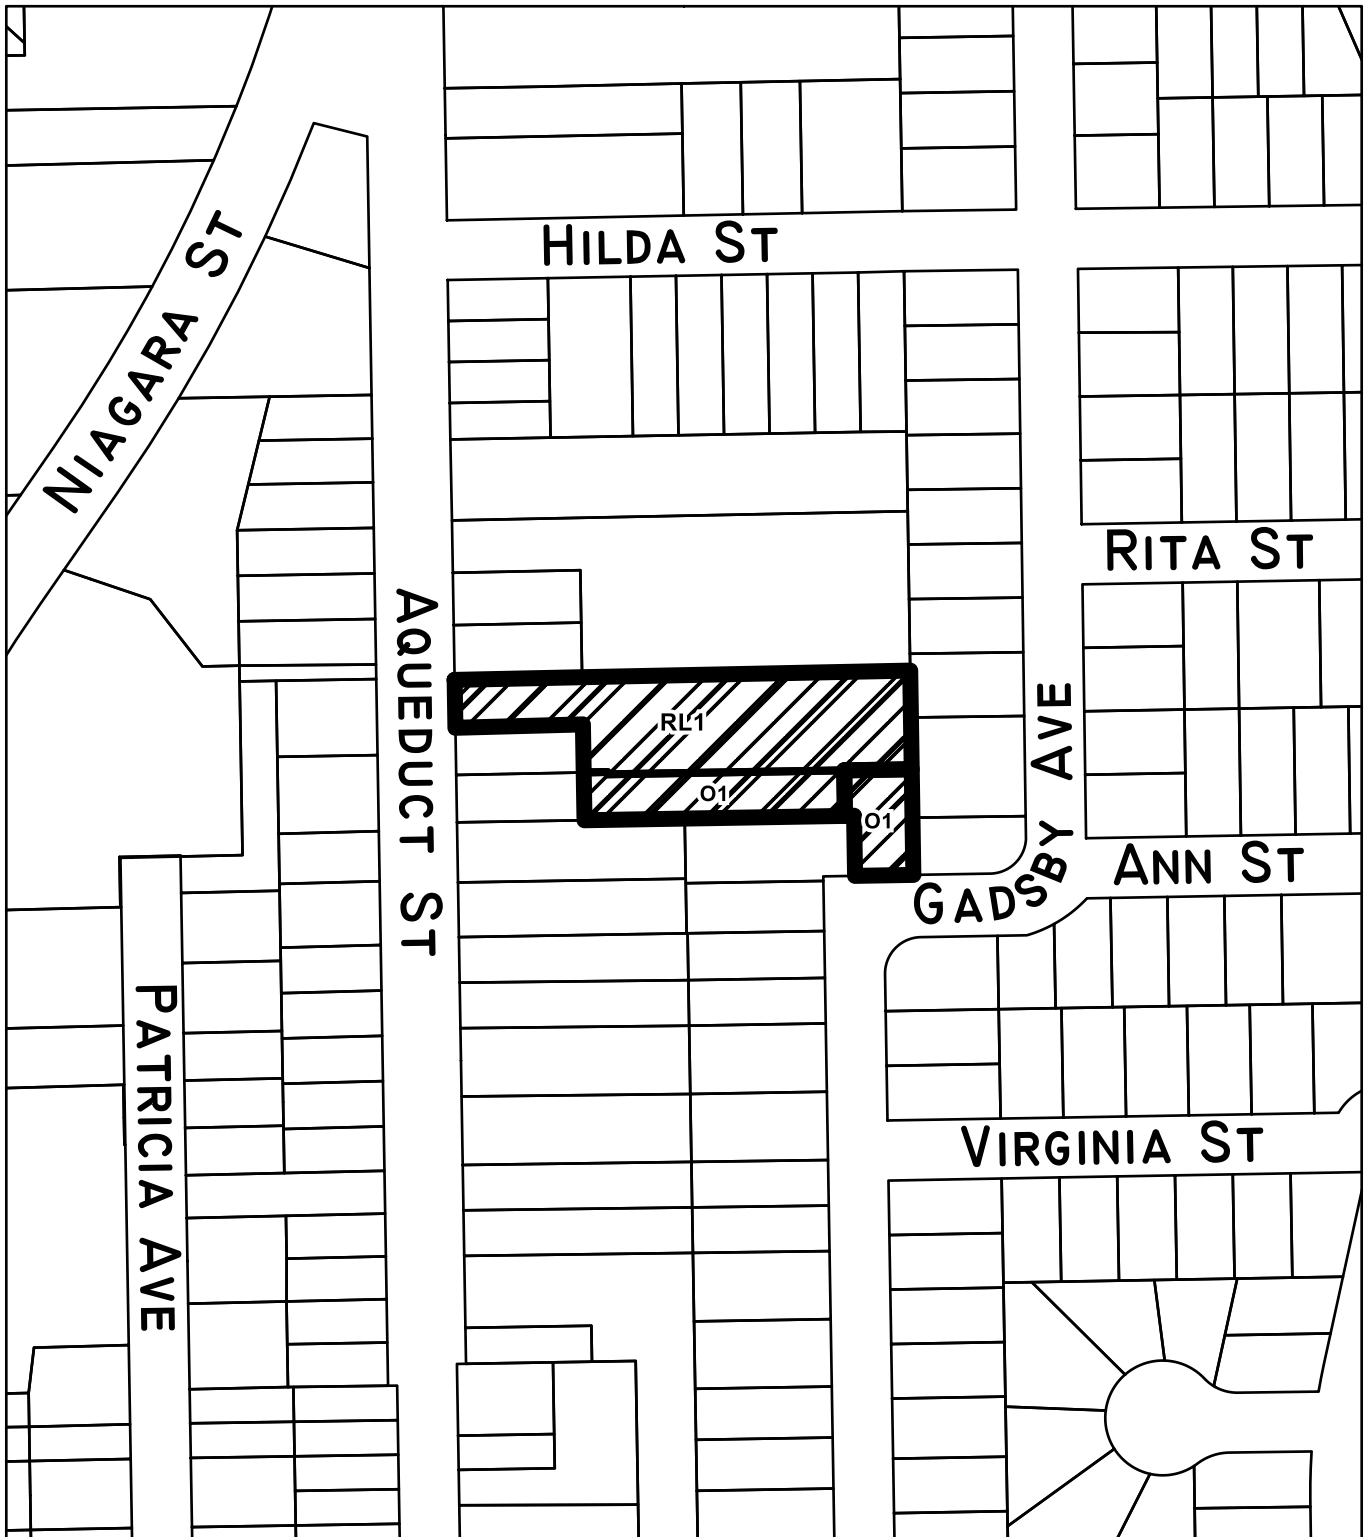 HILDA ST
NIAGARA ST
RITA ST
AQUEDUCT ST
RL1
GADSBY AVE
O1
O1
ANN ST
PATRICIA AVE
VIRGINIA ST